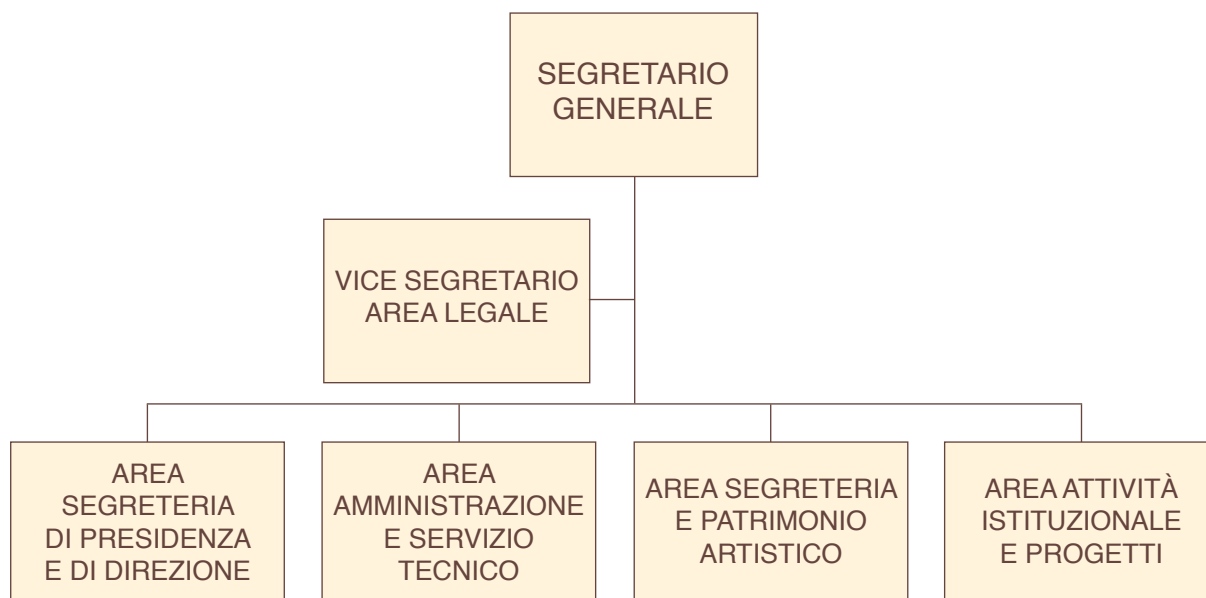 SEGRETARIO
GENERALE
VICE SEGRETARIO
AREA LEGALE
AREA
SEGRETERIA
DI PRESIDENZA
E DI DIREZIONE
AREA
AMMINISTRAZIONE
E SERVIZIO
TECNICO
AREA SEGRETERIA
E PATRIMONIO
ARTISTICO
AREA ATTIVITÀ
ISTITUZIONALE
E PROGETTI